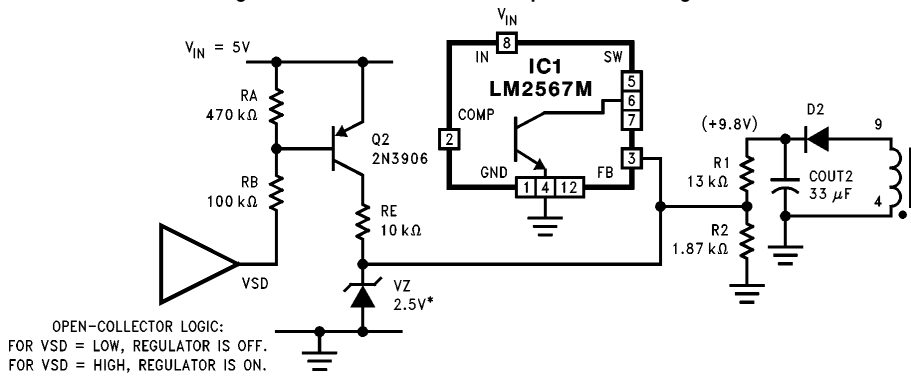 V_IN
V_IN = 5V
8
IN
SW
IC1
LM2567M
5
6
7
RA
470 kΩ
COMP
2
Q2
2N3906
D2
9
(+9.8V)
GND
FB
3
1 4 12
R1
13 kΩ
COUT2
33 μF
4
RB
100 kΩ
RE
10 kΩ
R2
1.87 kΩ
VSD
VZ
2.5V*
OPEN-COLLECTOR LOGIC:
FOR VSD = LOW, REGULATOR IS OFF.
FOR VSD = HIGH, REGULATOR IS ON.